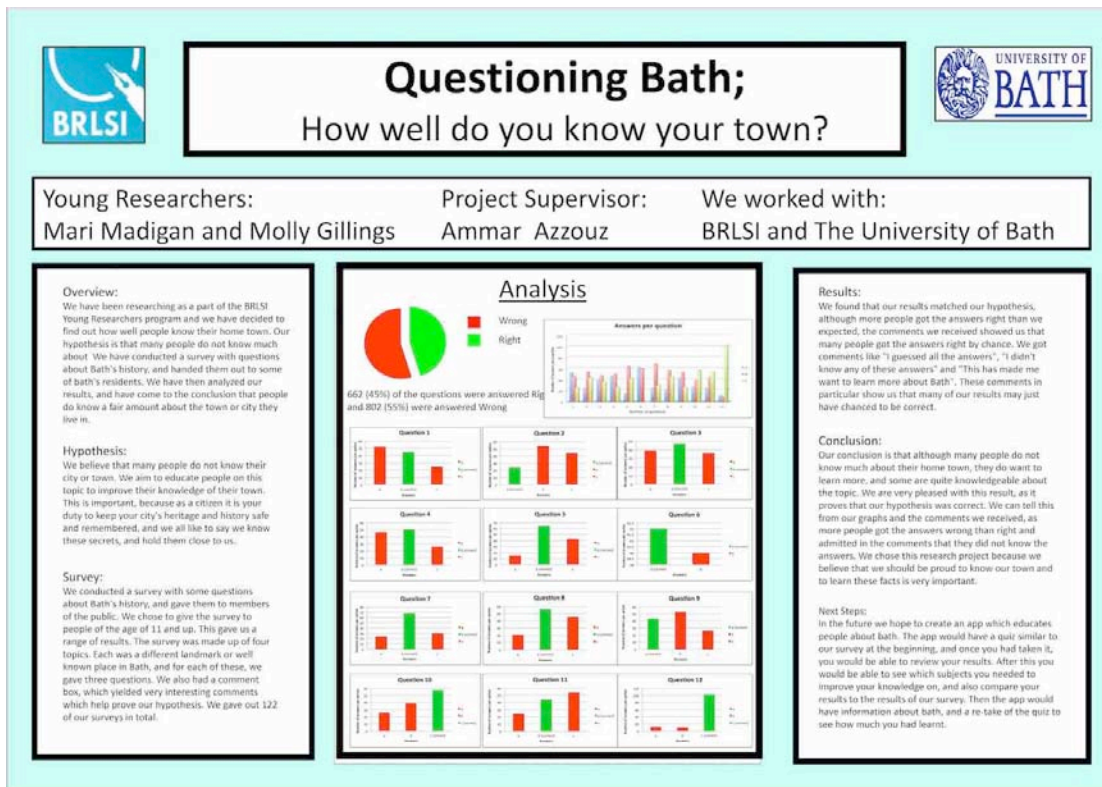 BRLSI
Questioning Bath;
How well do you know your town?
UNIVERSITY OF
BATH
Young Researchers:
Mari Madigan and Molly Gillings
Project Supervisor:
Ammar Azzouz
We worked with:
BRLSI and The University of Bath
Overview:
We have been researching as a part of the BRLSI
Young Researchers program and we have decided to
find out how well people know their home town. Our
hypothesis is that many people do not know much
about We have conducted a survey with questions
about Bath's history, and handed them out to some
of bath's residents. We have then analyzed our
results, and have come to the conclusion that people
do know a fair amount about the town or city they
live in.
Hypothesis:
We believe that many people do not know their
city or town. We aim to educate people on this
topic to improve their knowledge of their town.
This is important, because as a citizen it is your
duty to keep your city's heritage and history safe
and remembered, and we all like to say we know
these secrets, and hold them close to us.
Survey:
We conducted a survey with some questions
about Bath's history, and gave them to members
of the public. We chose to give the survey to
people of the age of 11 and up. This gave us a
range of results. The survey was made up of four
topics. Each was a different landmark or well
known place in Bath, and for each of these, we
gave three questions. We also had a comment
box, which yielded very interesting comments
which help prove our hypothesis. We gave out 122
of our surveys in total.
Analysis
Wrong
Right
662 (45%) of the questions were answered Rig
and 802 (55%) were answered Wrong
Answers per question
Question 1
Question 2
Question 3
Question 4
Question 5
Question 6
Question 7
Question 8
Question 9
Question 10
Question 11
Question 12
Results:
We found that our results matched our hypothesis,
although more people got the answers right than we
expected, the comments we received showed us that
many people got the answers right by chance. We got
comments like "I guessed all the answers", "I didn't
know any of these answers" and "This has made me
want to learn more about Bath". These comments in
particular show us that many of our results may just
have chanced to be correct.
Conclusion:
Our conclusion is that although many people do not
know much about their home town, they do want to
learn more, and some are quite knowledgeable about
the topic. We are very pleased with this result, as it
proves that our hypothesis was correct. We can tell this
from our graphs and the comments we received, as
more people got the answers wrong than right and
admitted in the comments that they did not know the
answers. We chose this research project because we
believe that we should be proud to know our town and
to learn these facts is very important.
Next Steps:
In the future we hope to create an app which educates
people about bath. The app would have a quiz similar to
our survey at the beginning, and once you had taken it,
you would be able to review your results. After this you
would be able to see which subjects you needed to
improve your knowledge on, and also compare your
results to the results of our survey. Then the app would
have information about bath, and a re-take of the quiz to
see how much you had learnt.